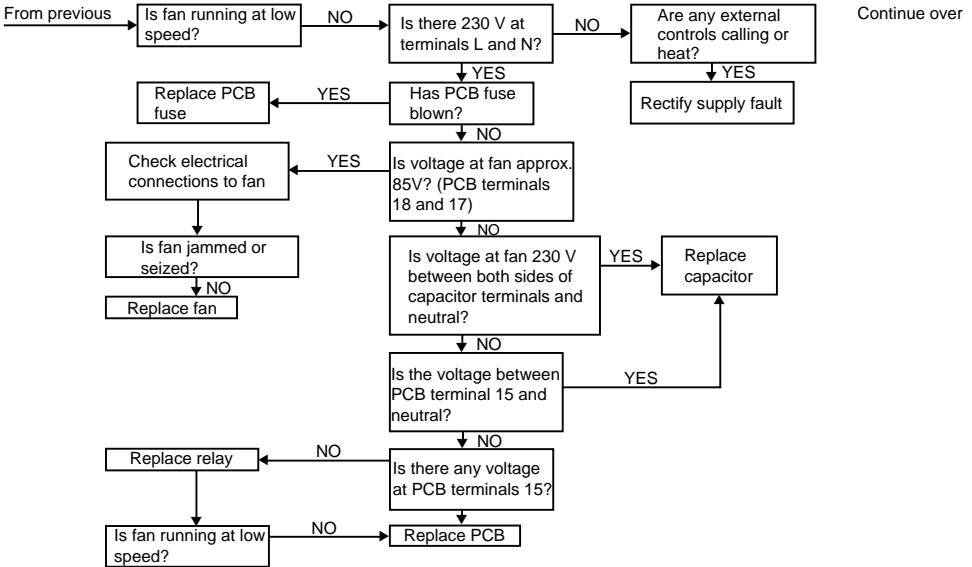 From previous
Is fan running at low
speed?
NO
Is there 230 V at
terminals L and N?
NO
Are any external
controls calling or
heat?
Continue over
YES
YES
Replace PCB
fuse
YES
Has PCB fuse
blown?
Rectify supply fault
NO
Check electrical
connections to fan
YES
Is voltage at fan approx.
85V? (PCB terminals
18 and 17)
NO
Is fan jammed or
seized?
NO
Replace fan
Is voltage at fan 230 V
between both sides of
capacitor terminals and
neutral?
YES
Replace
capacitor
NO
Is the voltage between
PCB terminal 15 and
neutral?
YES
NO
Replace relay
NO
Is there any voltage
at PCB terminals 15?
Is fan running at low
speed?
NO
Replace PCB